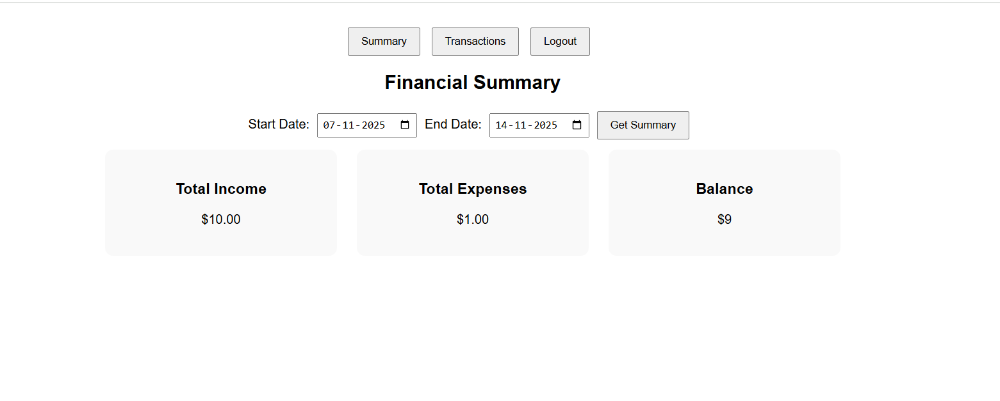 Summary Transactions Logout
Financial Summary
Start Date: 07-11-2025 End Date: 14-11-2025 Get Summary
Total Income Total Expenses Balance
$10.00 $1.00 $9